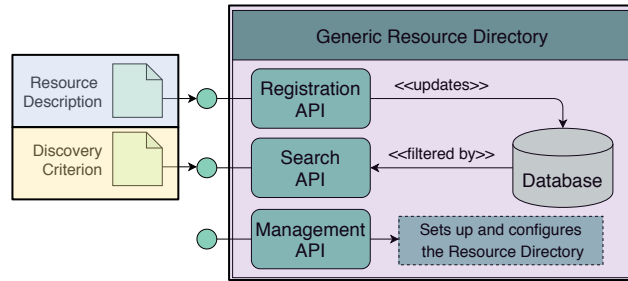 Generic Resource Directory
Resource
Description
Registration
API
<<updates>>
Discovery
Criterion
Search
API
<<filtered by>>
Database
Management
API
Sets up and configures
the Resource Directory